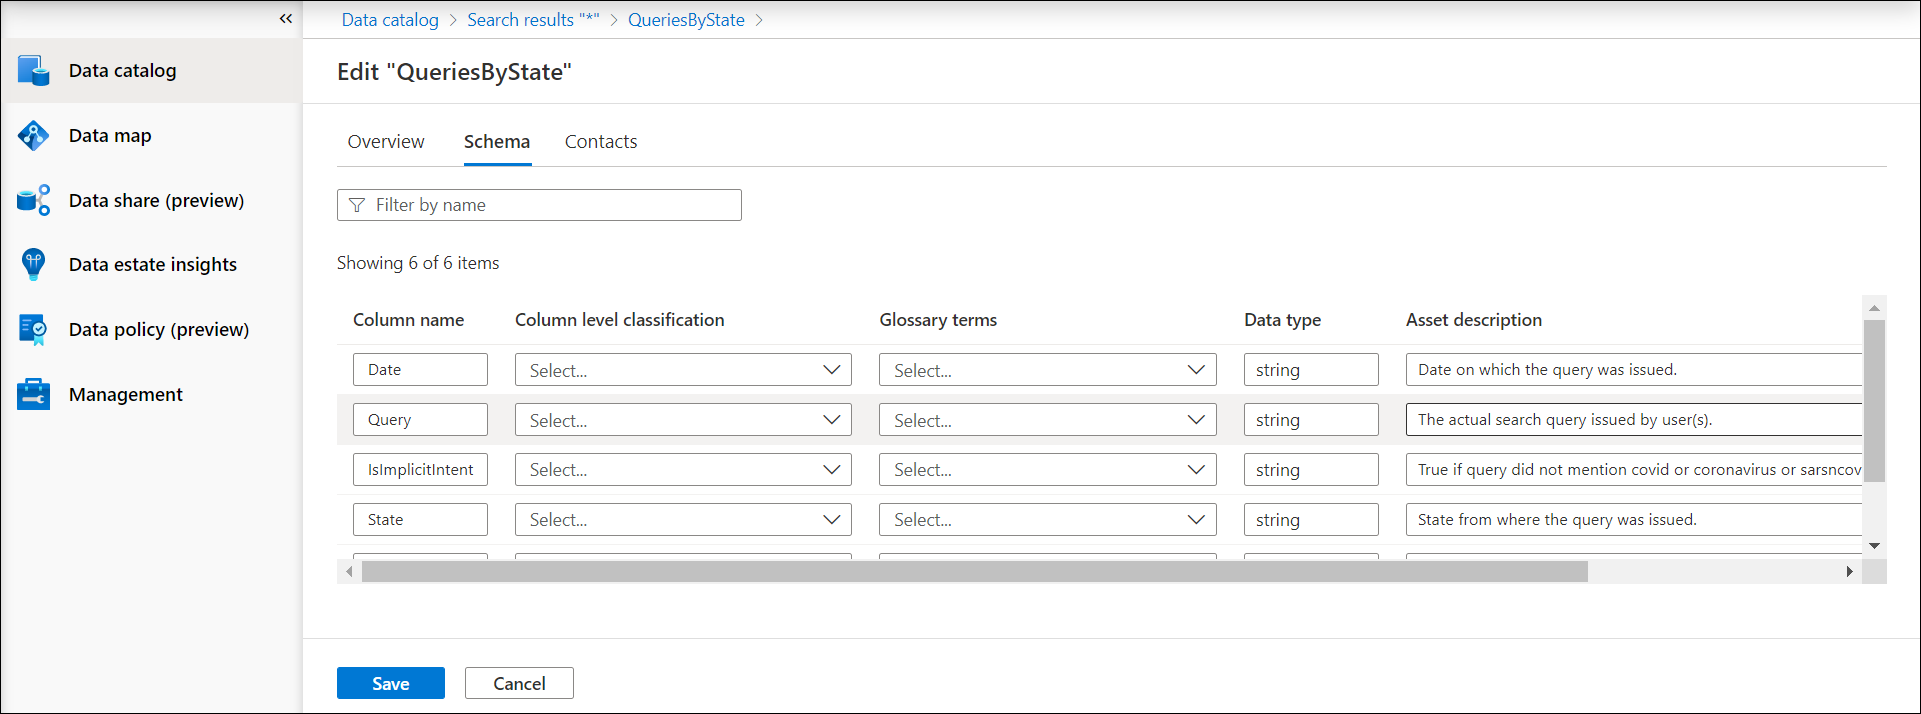 «
Data catalog > Search results "*" > QueriesByState >
Data catalog
Data map
Data share (preview)
Data estate insights
Data policy (preview)
Management
Edit "QueriesByState"
Overview Schema Contacts
Filter by name
Showing 6 of 6 items
Column name Column level classification Glossary terms Data type Asset description
Date Select... Select... string Date on which the query was issued.
Query Select... Select... string The actual search query issued by user(s).
IsImplicitIntent Select... Select... string True if query did not mention covid or coronavirus or sarsncov
State Select... Select... string State from where the query was issued.
Save Cancel